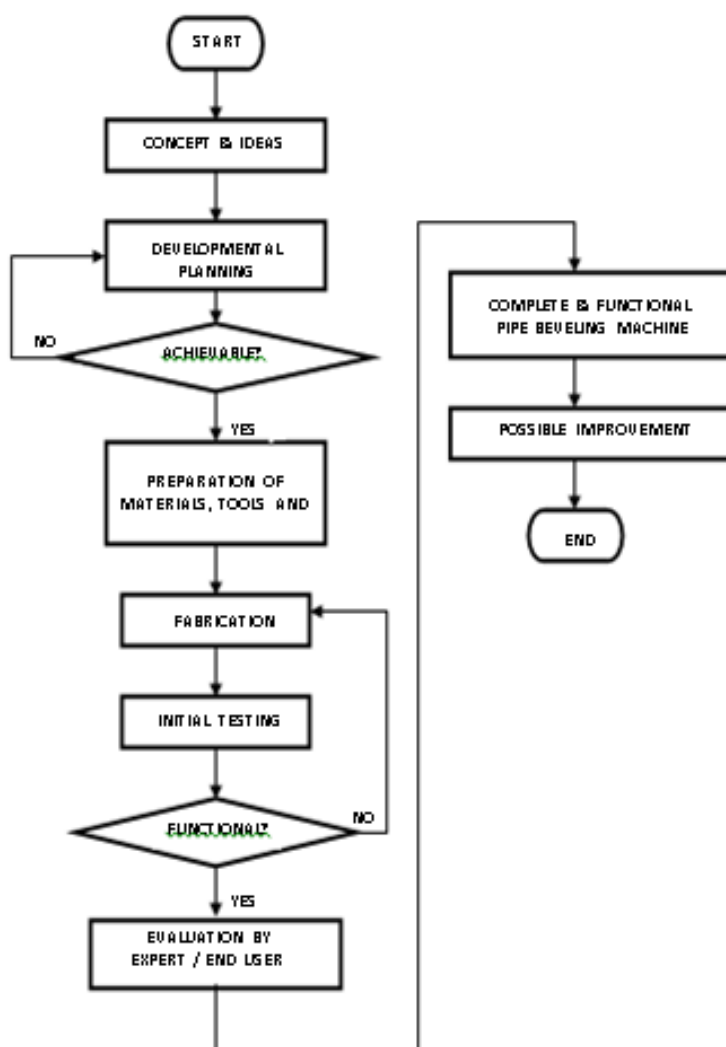 START
CONCEPT & IDEAS
DEVELOPMENTAL
PLANNING
NO
ACHIEVABLE?
YES
PREPARATION OF
MATERIALS, TOOLS AND
FABRICATION
INITIAL TESTING
FUNCTIONAL?
NO
YES
EVALUATION BY
EXPERT / END USER
COMPLETE & FUNCTIONAL
PIPE BEVELING MACHINE
POSSIBLE IMPROVEMENT
END